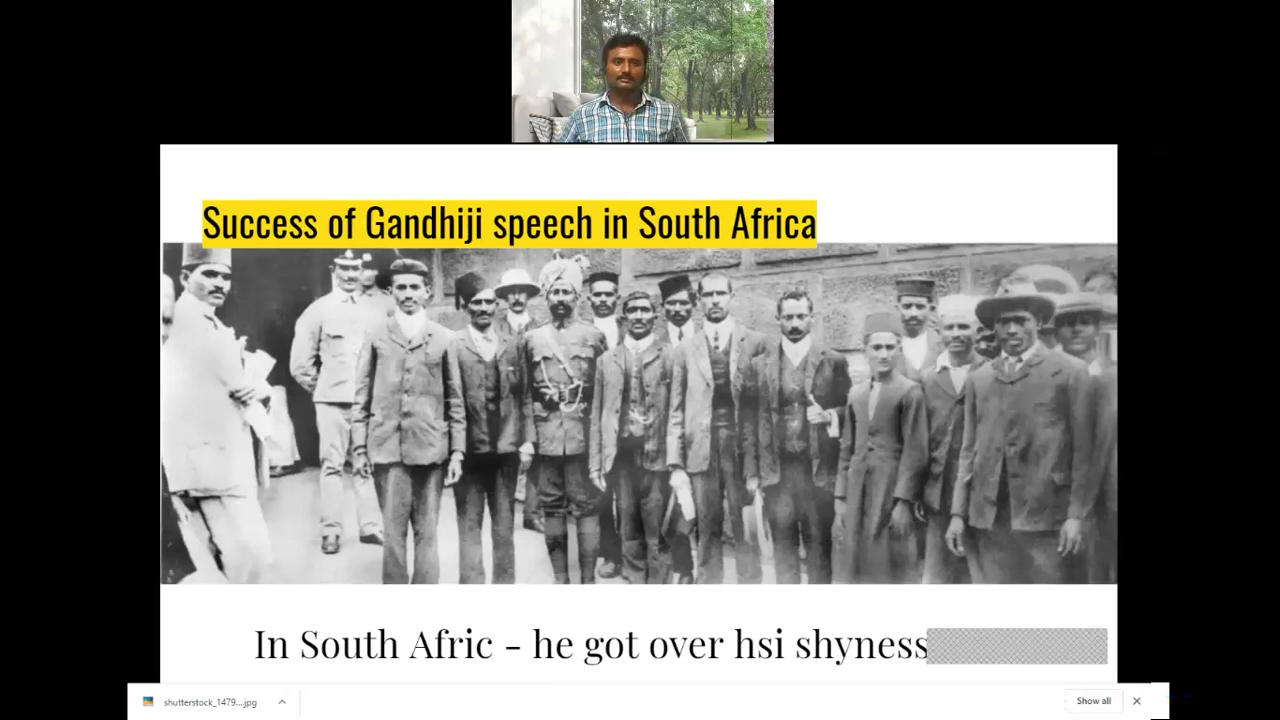 Success of Gandhiji speech in South Africa
In South Afric - he got over hsi shyness
shutterstock_1479....jpg
Show all